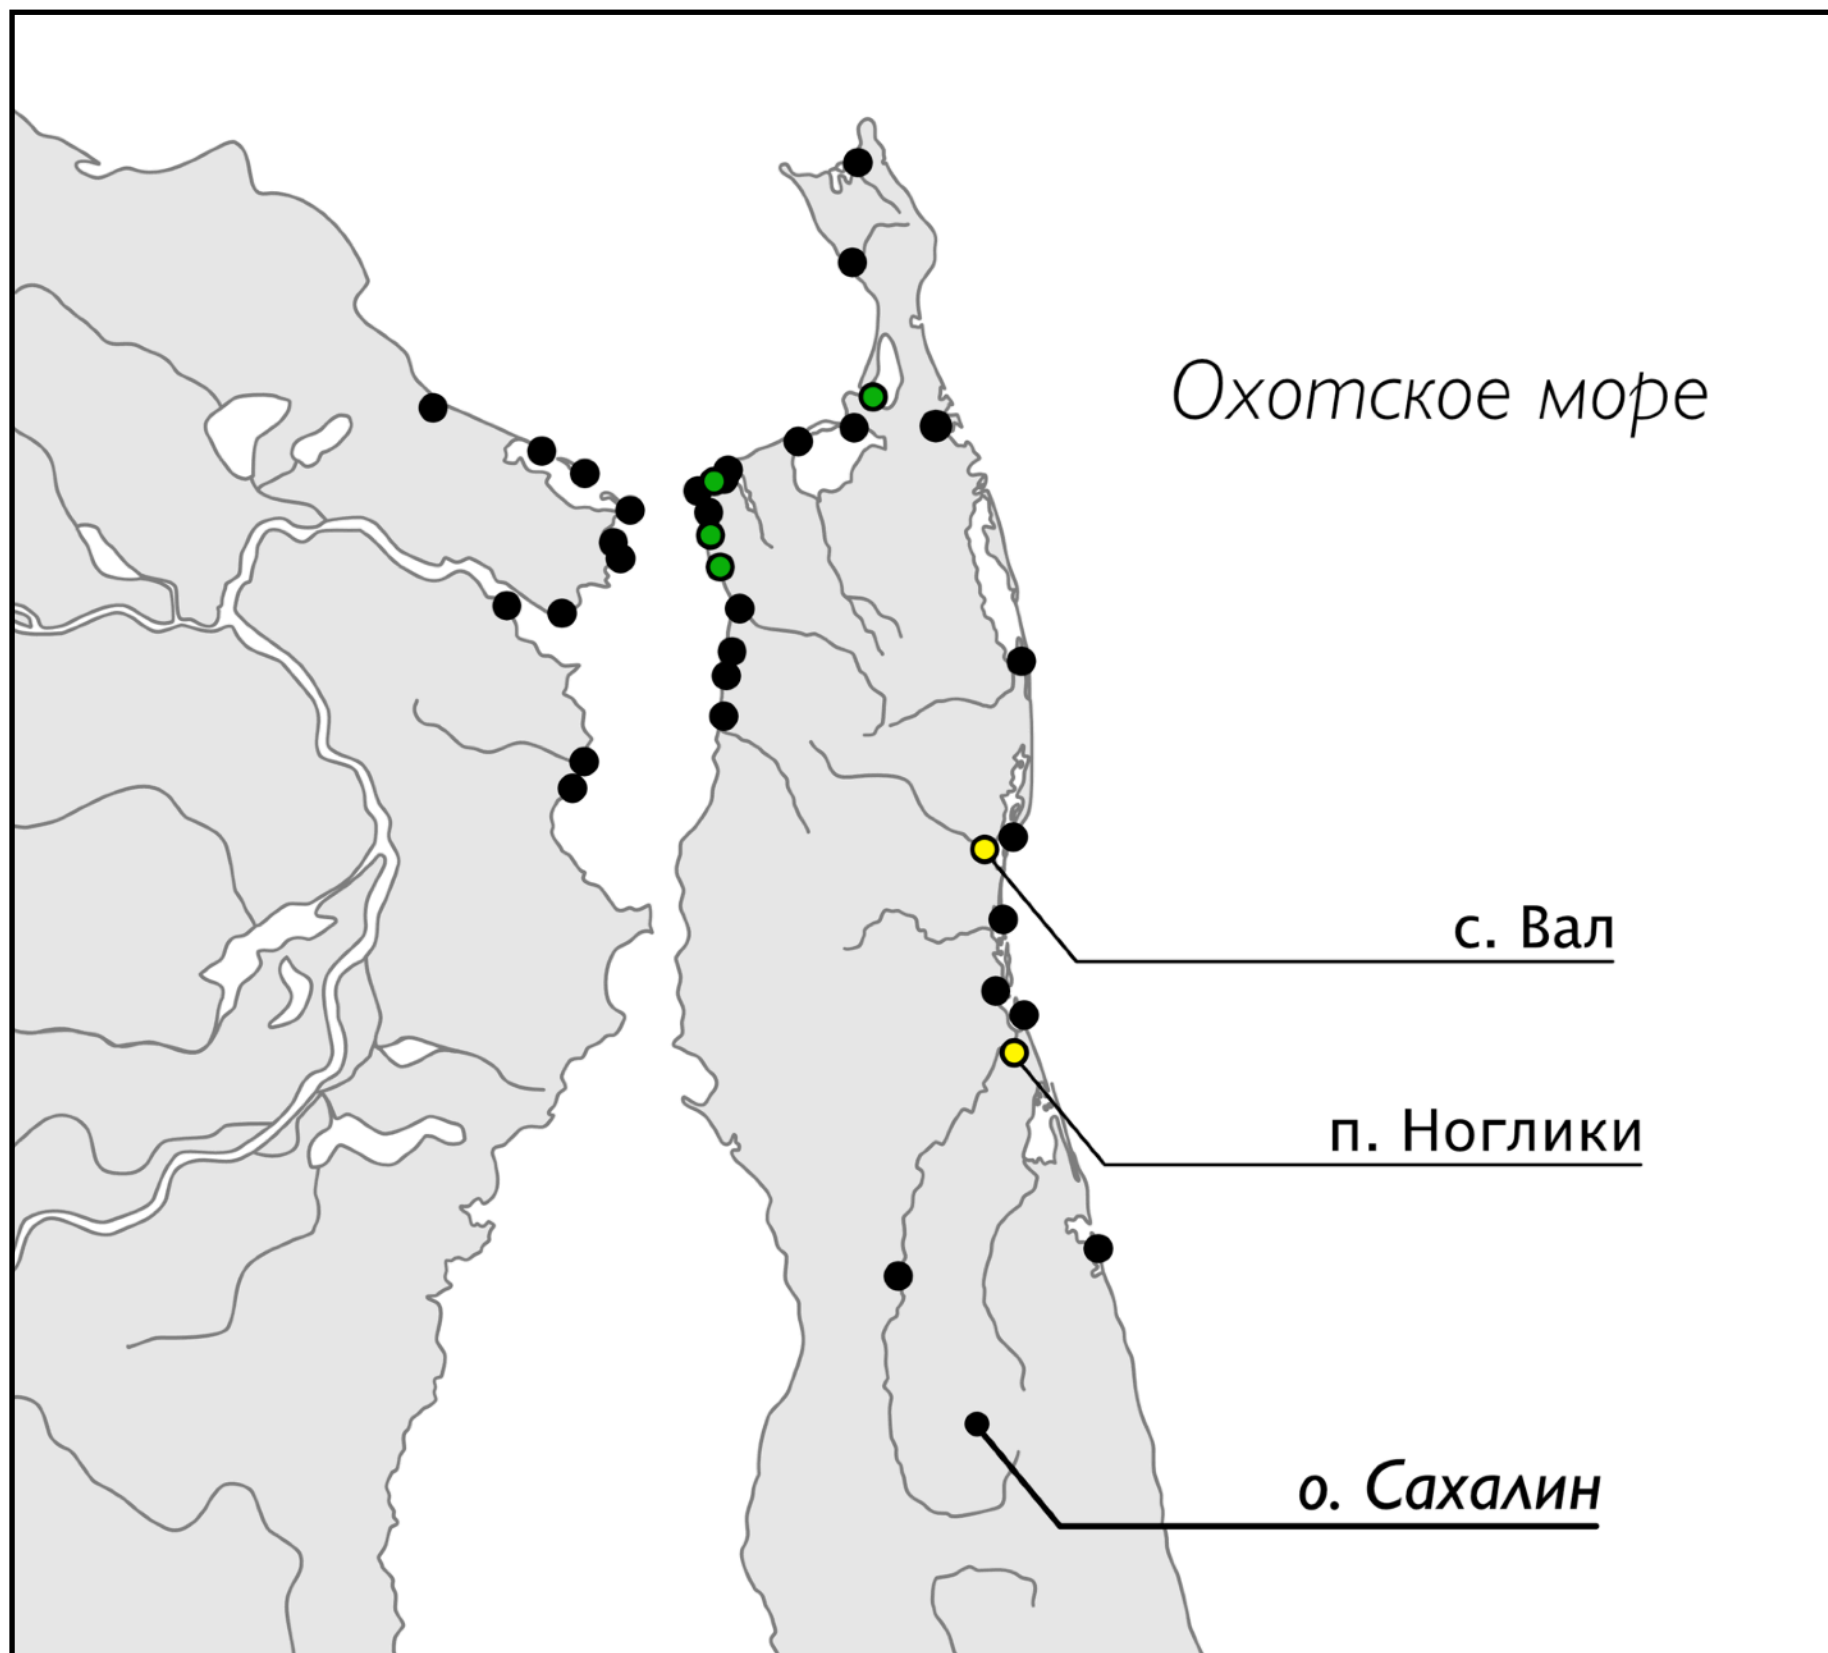 Охотское море
с. Вал
п. Ноглики
о. Сахалин